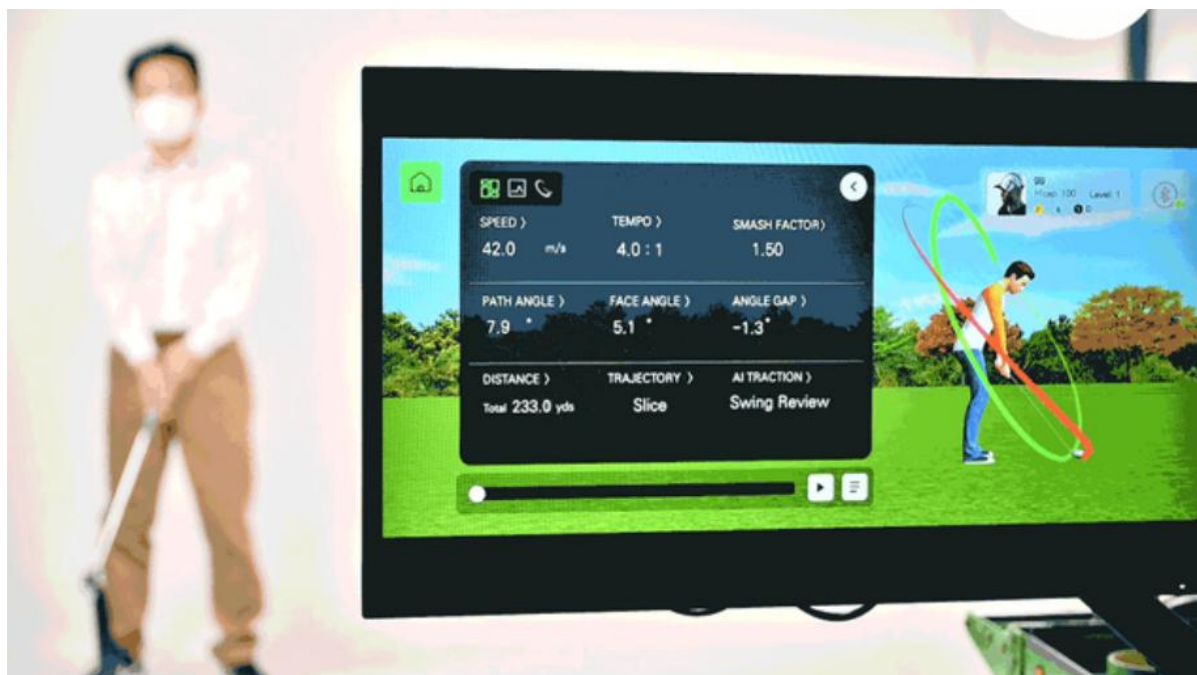 SPEED > TEMPO > SMASH FACTOR>
42.0 m/s 4.0 : 1 1.50
PATH ANGLE > FACE ANGLE > ANGLE GAP >
7.9 ° 5.1 ° -1.3°
DISTANCE > TRAJECTORY > AI TRACTION >
Total 233.0 yds Slice Swing Review
Level 1